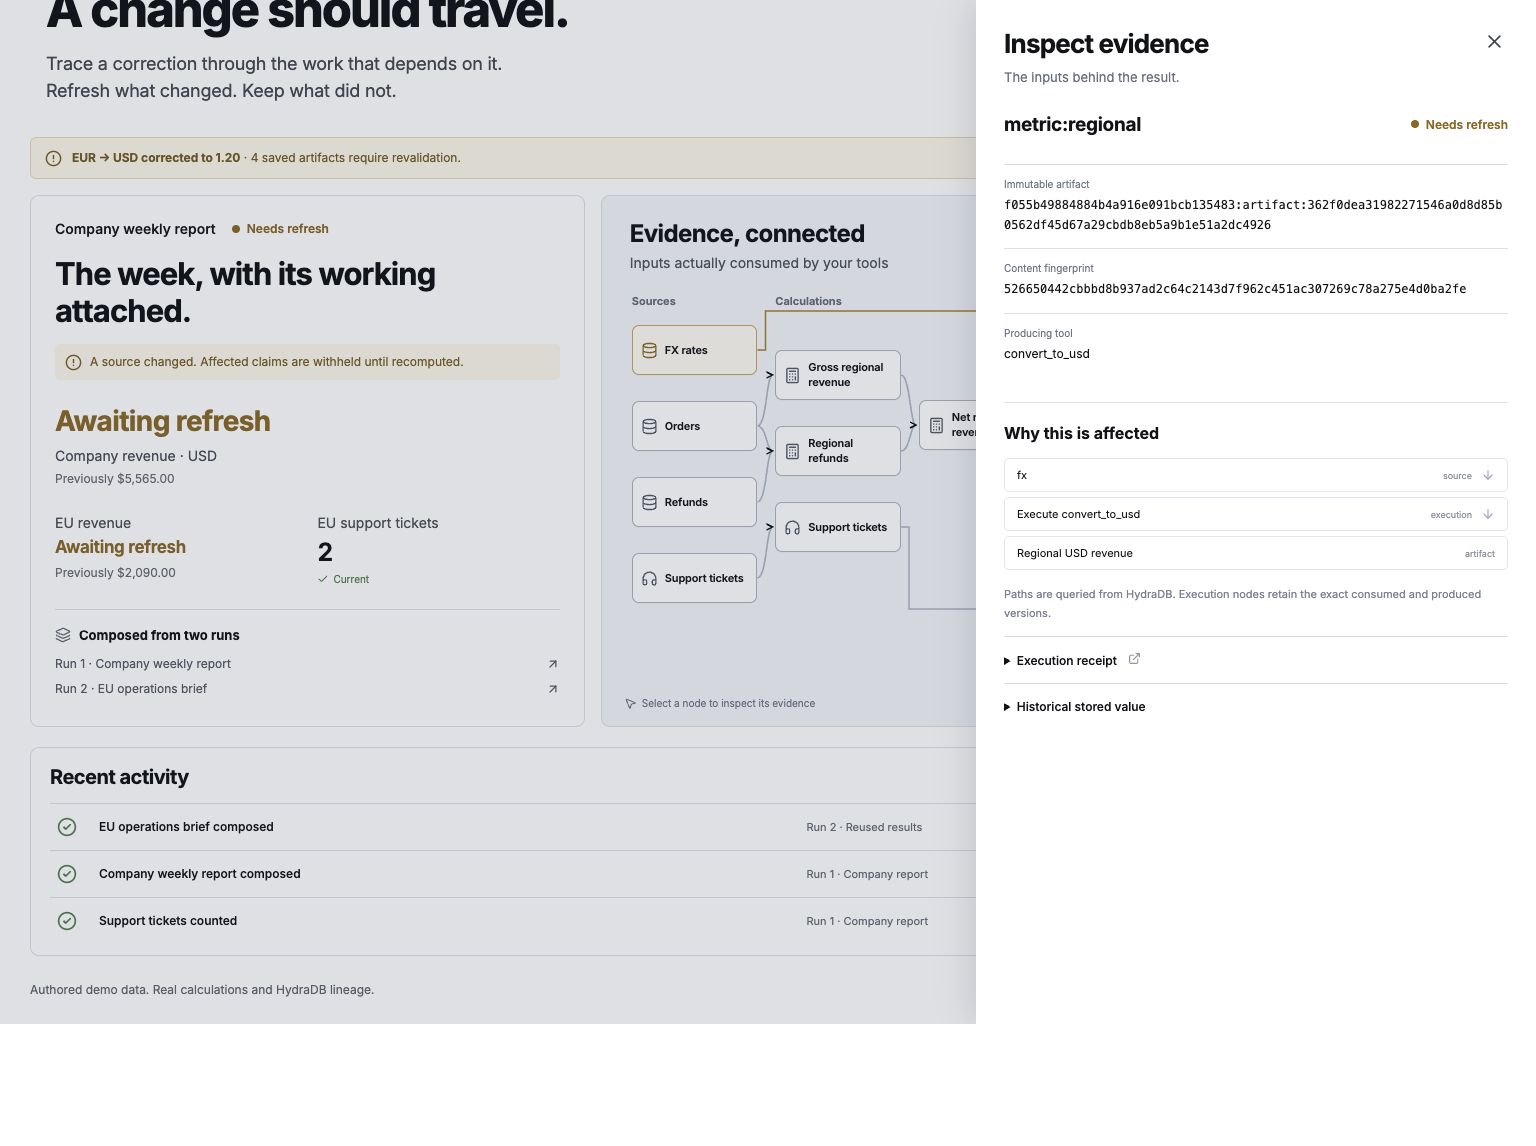 A change should travel.
Trace a correction through the work that depends on it.
Refresh what changed. Keep what did not.
EUR → USD corrected to 1.20 · 4 saved artifacts require revalidation.
Company weekly report
Needs refresh
The week, with its working
attached.
A source changed. Affected claims are withheld until recomputed.
Awaiting refresh
Company revenue · USD
Previously $5,565.00
EU revenue
Awaiting refresh
Previously $2,090.00
EU support tickets
2
Current
Composed from two runs
Run 1 · Company weekly report
Run 2 · EU operations brief
Evidence, connected
Inputs actually consumed by your tools
Sources
Calculations
FX rates
Orders
Refunds
Support tickets
Gross regional
revenue
Regional
refunds
Support tickets
Net
Select a node to inspect its evidence
Recent activity
EU operations brief composed
Run 2 · Reused results
Company weekly report composed
Run 1 · Company report
Support tickets counted
Run 1 · Company report
Authored demo data. Real calculations and HydraDB lineage.
Inspect evidence
The inputs behind the result.
metric:regional
Needs refresh
Immutable artifact
f055b49884884b4a916e091bcb135483:artifact:362f0dea31982271546a0d8d85b
0562df45d67a29cbdb8eb5a9b1e51a2dc4926
Content fingerprint
526650442cbbbd8b937ad2c64c2143d7f962c451ac307269c78a275e4d0ba2fe
Producing tool
convert_to_usd
Why this is affected
fx
source
Execute convert_to_usd
execution
Regional USD revenue
artifact
Paths are queried from HydraDB. Execution nodes retain the exact consumed and produced
versions.
Execution receipt
Historical stored value